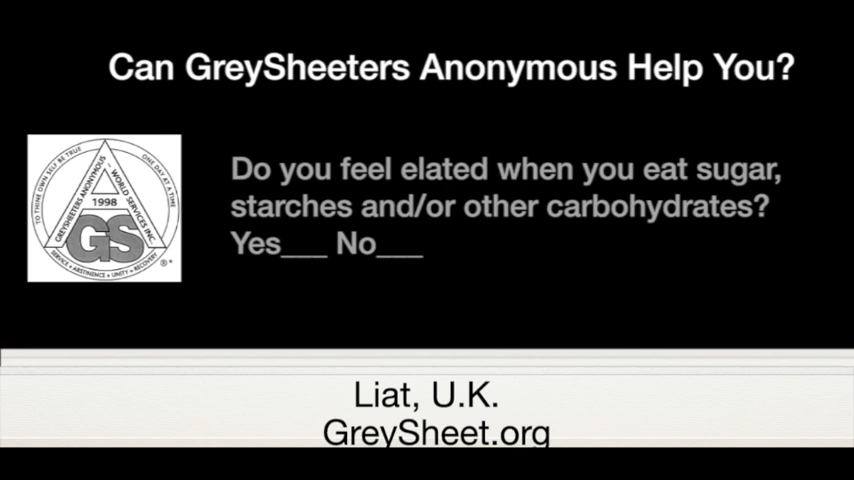 Can GreySheeters Anonymous Help You?
TO THINE OWN SELF BE TRUE
ONE DAY AT A TIME
GREYSHEETERS ANONYMOUS
WORLD SERVICES INC.
1998
GS
SERVICE • ABSTINENCE • UNITY • RECOVERY
®
Do you feel elated when you eat sugar,
starches and/or other carbohydrates?
Yes___ No___
Liat, U.K.
GreySheet.org